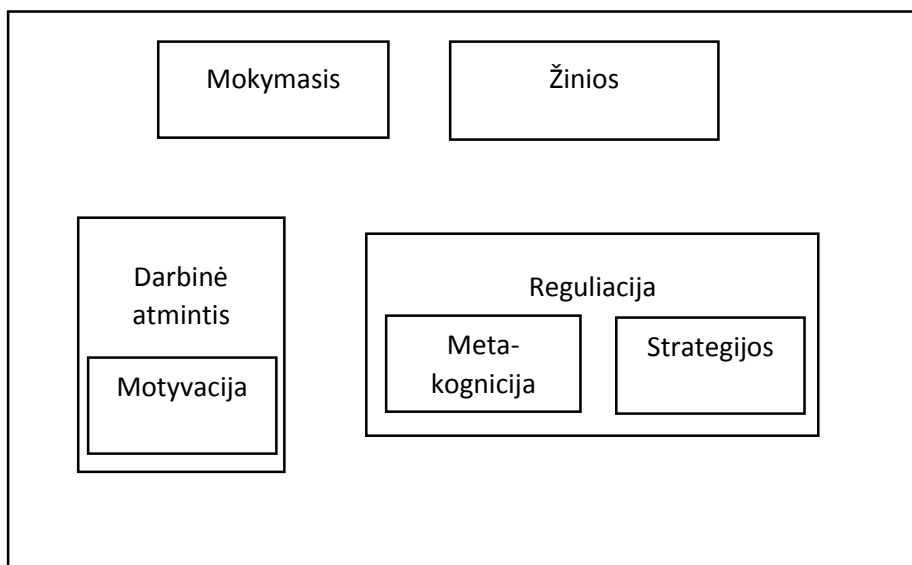 Mokymasis
Žinios
Darbinė
atmintis
Motyvacija
Reguliacija
Meta-
kognicija
Strategijos